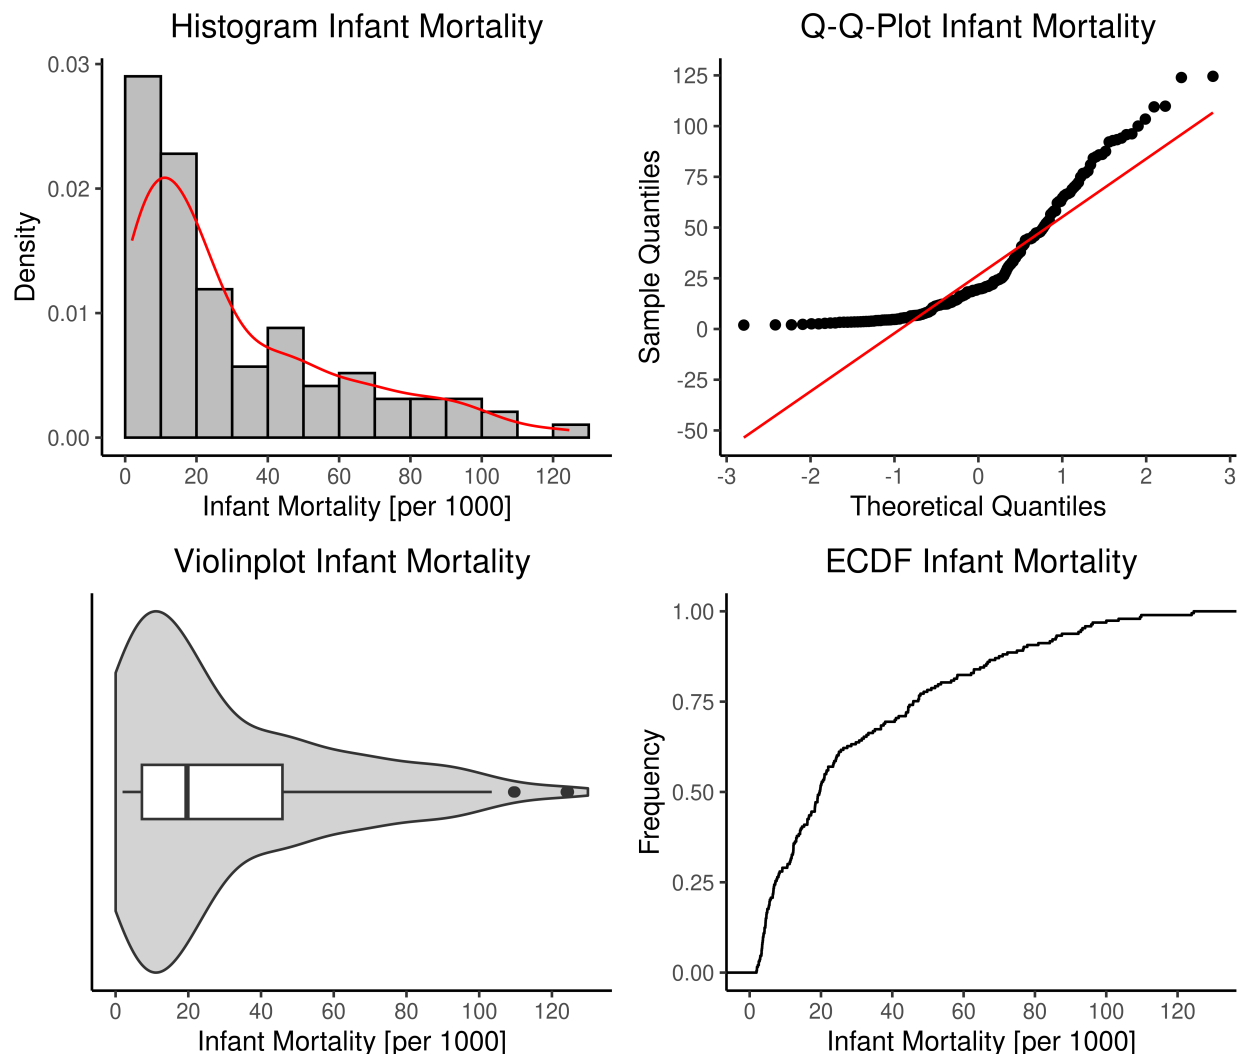 Histogram Infant Mortality
0.03
0.02
0.01
0.00
Density
0 20 40 60 80 100 120
Infant Mortality [per 1000]
Q-Q-Plot Infant Mortality
125
100
75
50
25
0
-25
-50
Sample Quantiles
-3 -2 -1 0 1 2 3
Theoretical Quantiles
Violinplot Infant Mortality
0 20 40 60 80 100 120
Infant Mortality [per 1000]
ECDF Infant Mortality
1.00
0.75
0.50
0.25
0.00
Frequency
0 20 40 60 80 100 120
Infant Mortality [per 1000]